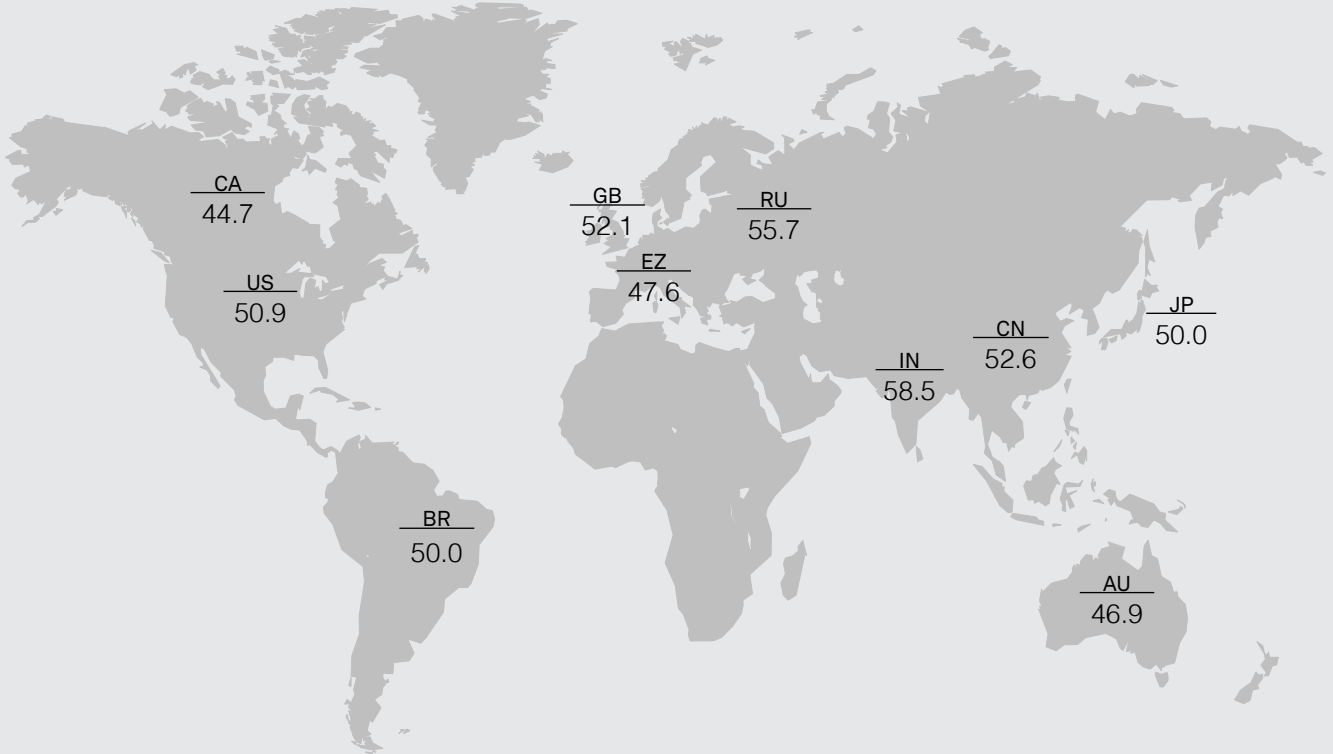 CA
44.7
GB
52.1
RU
55.7
EZ
47.6
US
50.9
JP
50.0
CN
52.6
IN
58.5
BR
50.0
AU
46.9